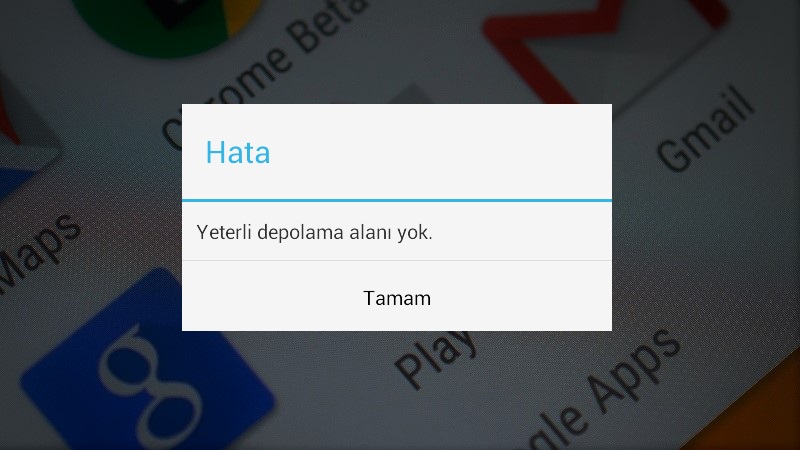 Chrome Beta
Gmail
Hata
Yeterli depolama alanı yok.
Tamam
Maps
g
Play
gle Apps